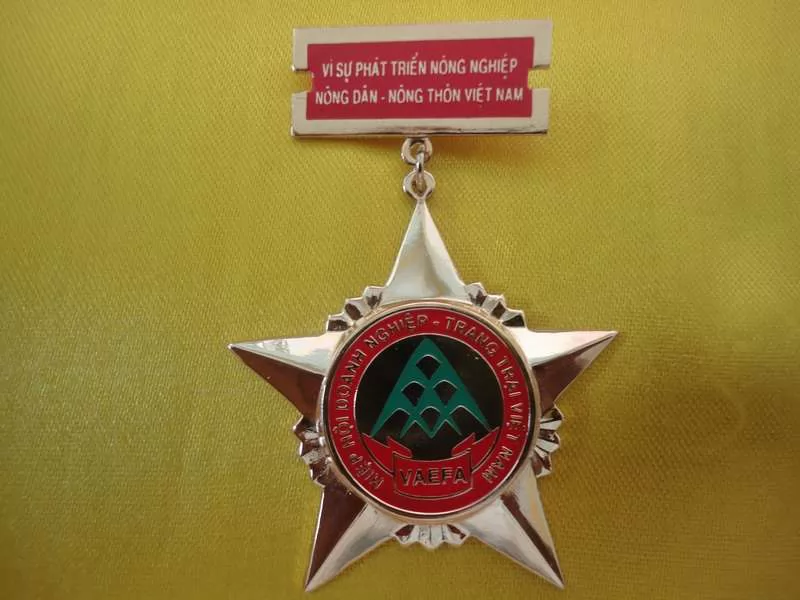 VÌ SỰ PHÁT TRIỂN NÔNG NGHIỆP
NÔNG DÂN - NÔNG THÔN VIỆT NAM
HIỆP HỘI DOANH NGHIỆP - TRANG TRẠI VIỆT NAM
VAEFA